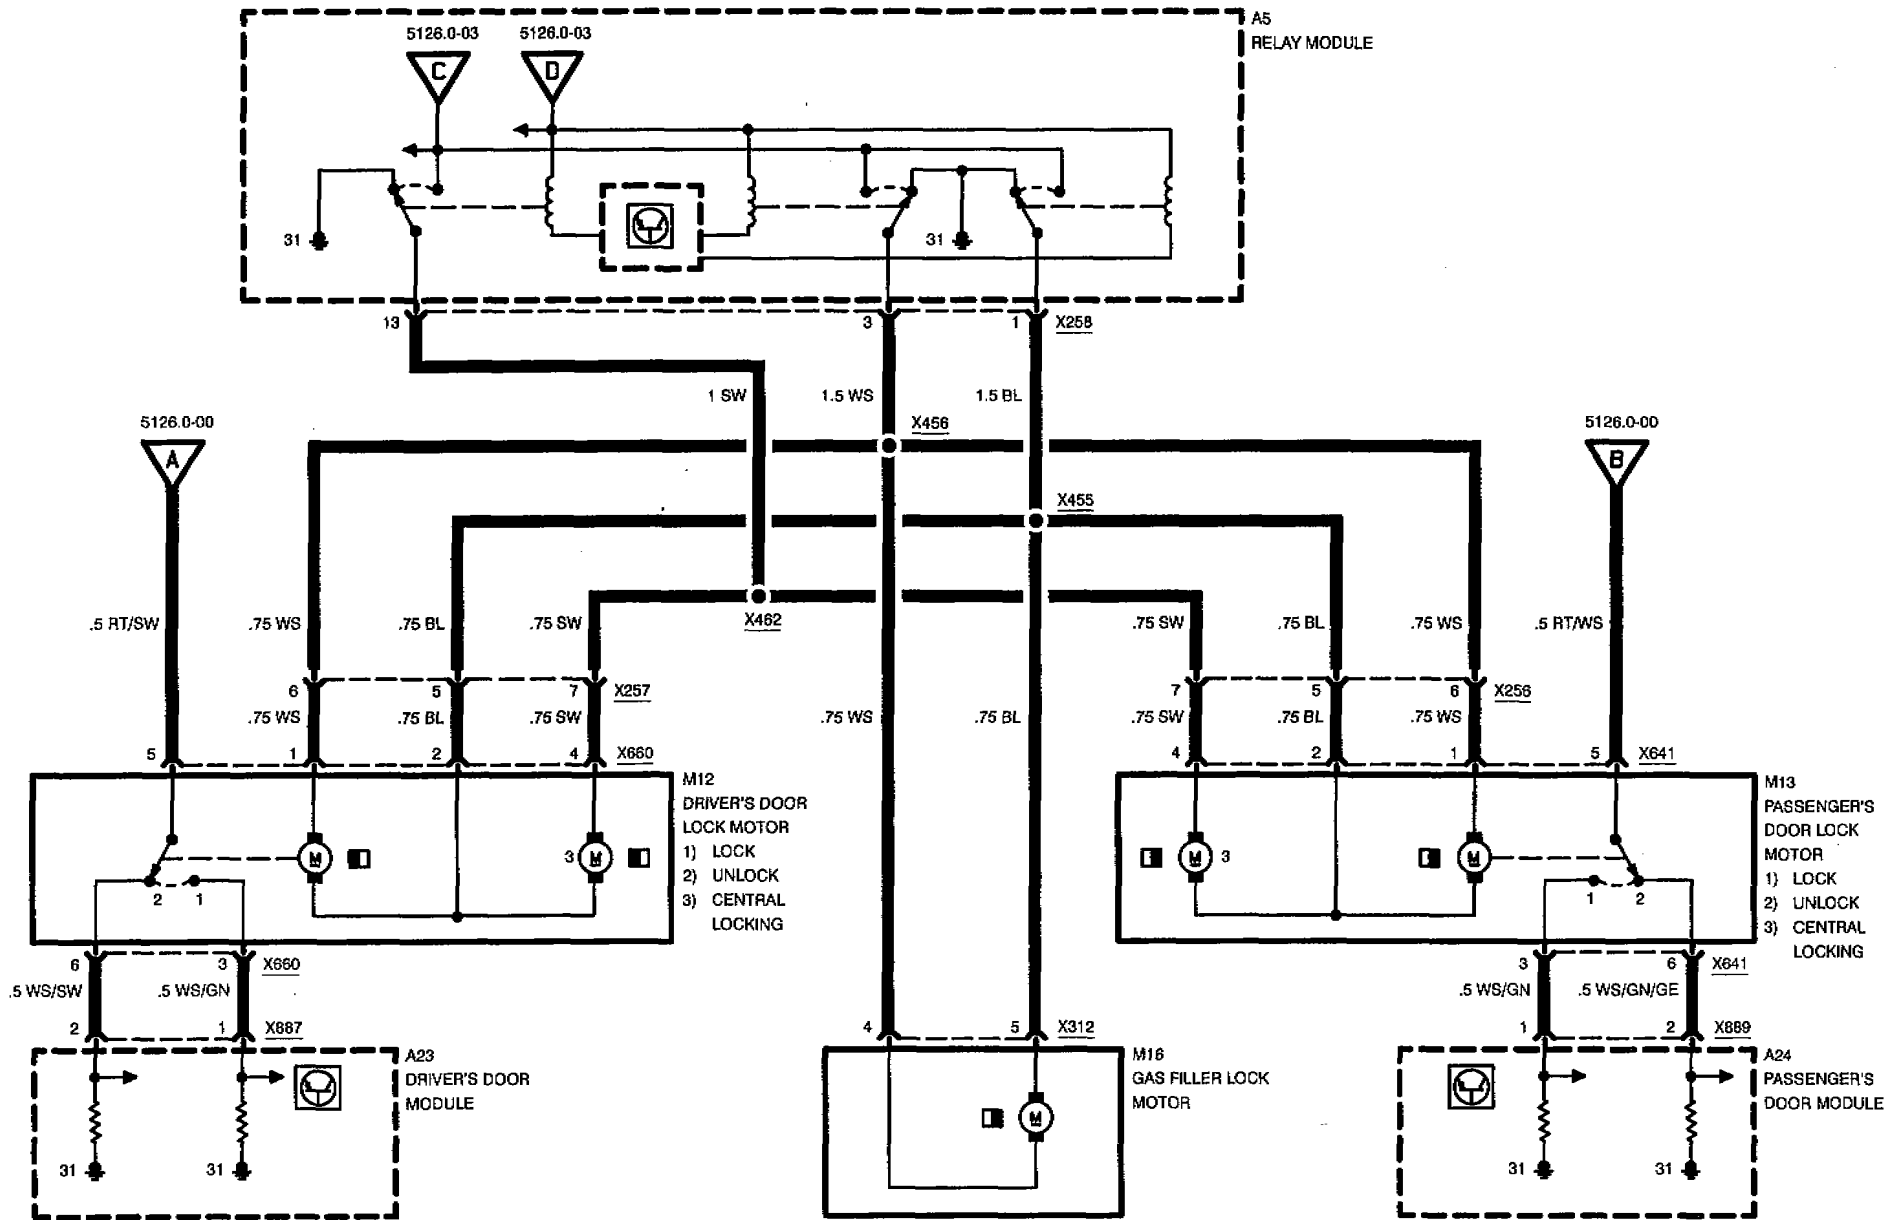 A5
RELAY MODULE
5126.0-03
5126.0-03
C
D
31
31
13
3
1
X258
1 SW
1.5 WS
1.5 BL
X456
5126.0-00
A
5126.0-00
B
X455
X462
.5 RT/SW
.75 WS
.75 BL
.75 SW
.75 SW
.75 BL
.75 WS
.5 RT/WS
6
5
7
X257
7
5
6
X256
.75 WS
.75 BL
.75 SW
.75 WS
.75 BL
.75 SW
.75 BL
.75 WS
5
1
2
4
X660
4
2
1
5
X641
M12
DRIVER'S DOOR
LOCK MOTOR
1) LOCK
2) UNLOCK
3) CENTRAL
LOCKING
M
3
M
2
1
M13
PASSENGER'S
DOOR LOCK
MOTOR
1) LOCK
2) UNLOCK
3) CENTRAL
LOCKING
M
3
M
1
2
6
3
X660
3
6
X641
.5 WS/SW
.5 WS/GN
.5 WS/GN
.5 WS/GN/GE
2
1
X887
4
5
X312
1
2
X889
A23
DRIVER'S DOOR
MODULE
31
31
M16
GAS FILLER LOCK
MOTOR
M
A24
PASSENGER'S
DOOR MODULE
31
31